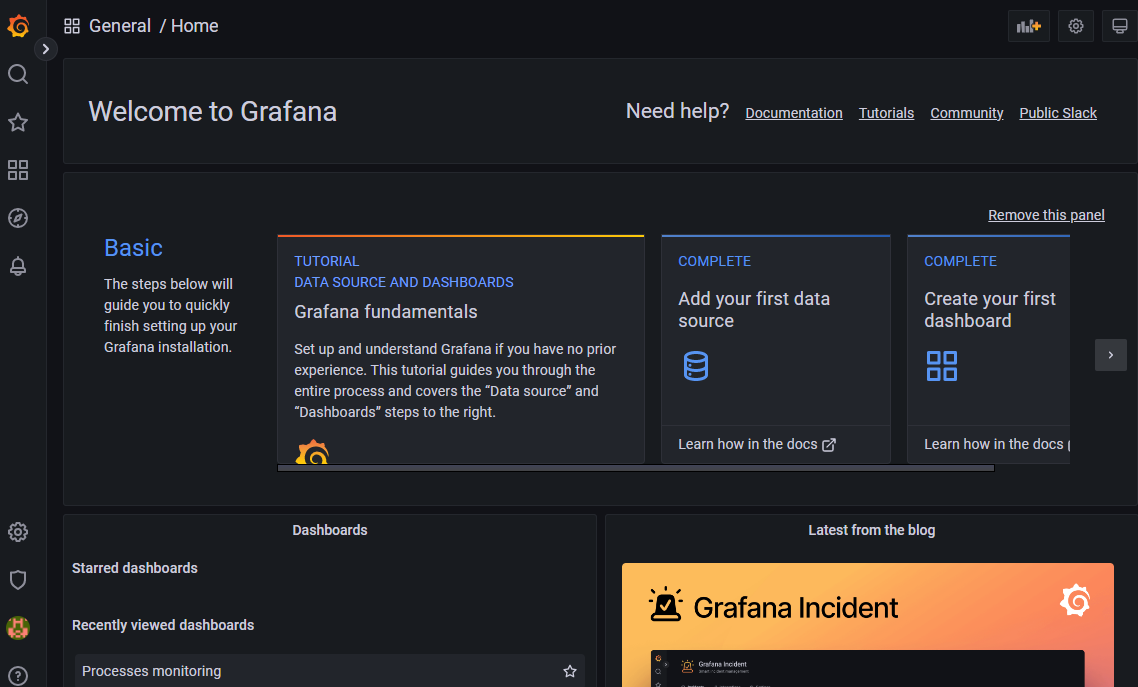 General / Home
Welcome to Grafana
Need help? Documentation Tutorials Community Public Slack
Remove this panel
Basic
The steps below will
guide you to quickly
finish setting up your
Grafana installation.
TUTORIAL
DATA SOURCE AND DASHBOARDS
Grafana fundamentals
Set up and understand Grafana if you have no prior
experience. This tutorial guides you through the
entire process and covers the “Data source” and
“Dashboards” steps to the right.
COMPLETE
Add your first data
source
Learn how in the docs
COMPLETE
Create your first
dashboard
Learn how in the docs
Dashboards
Starred dashboards
Recently viewed dashboards
Processes monitoring
Latest from the blog
Grafana Incident
Grafana Incident